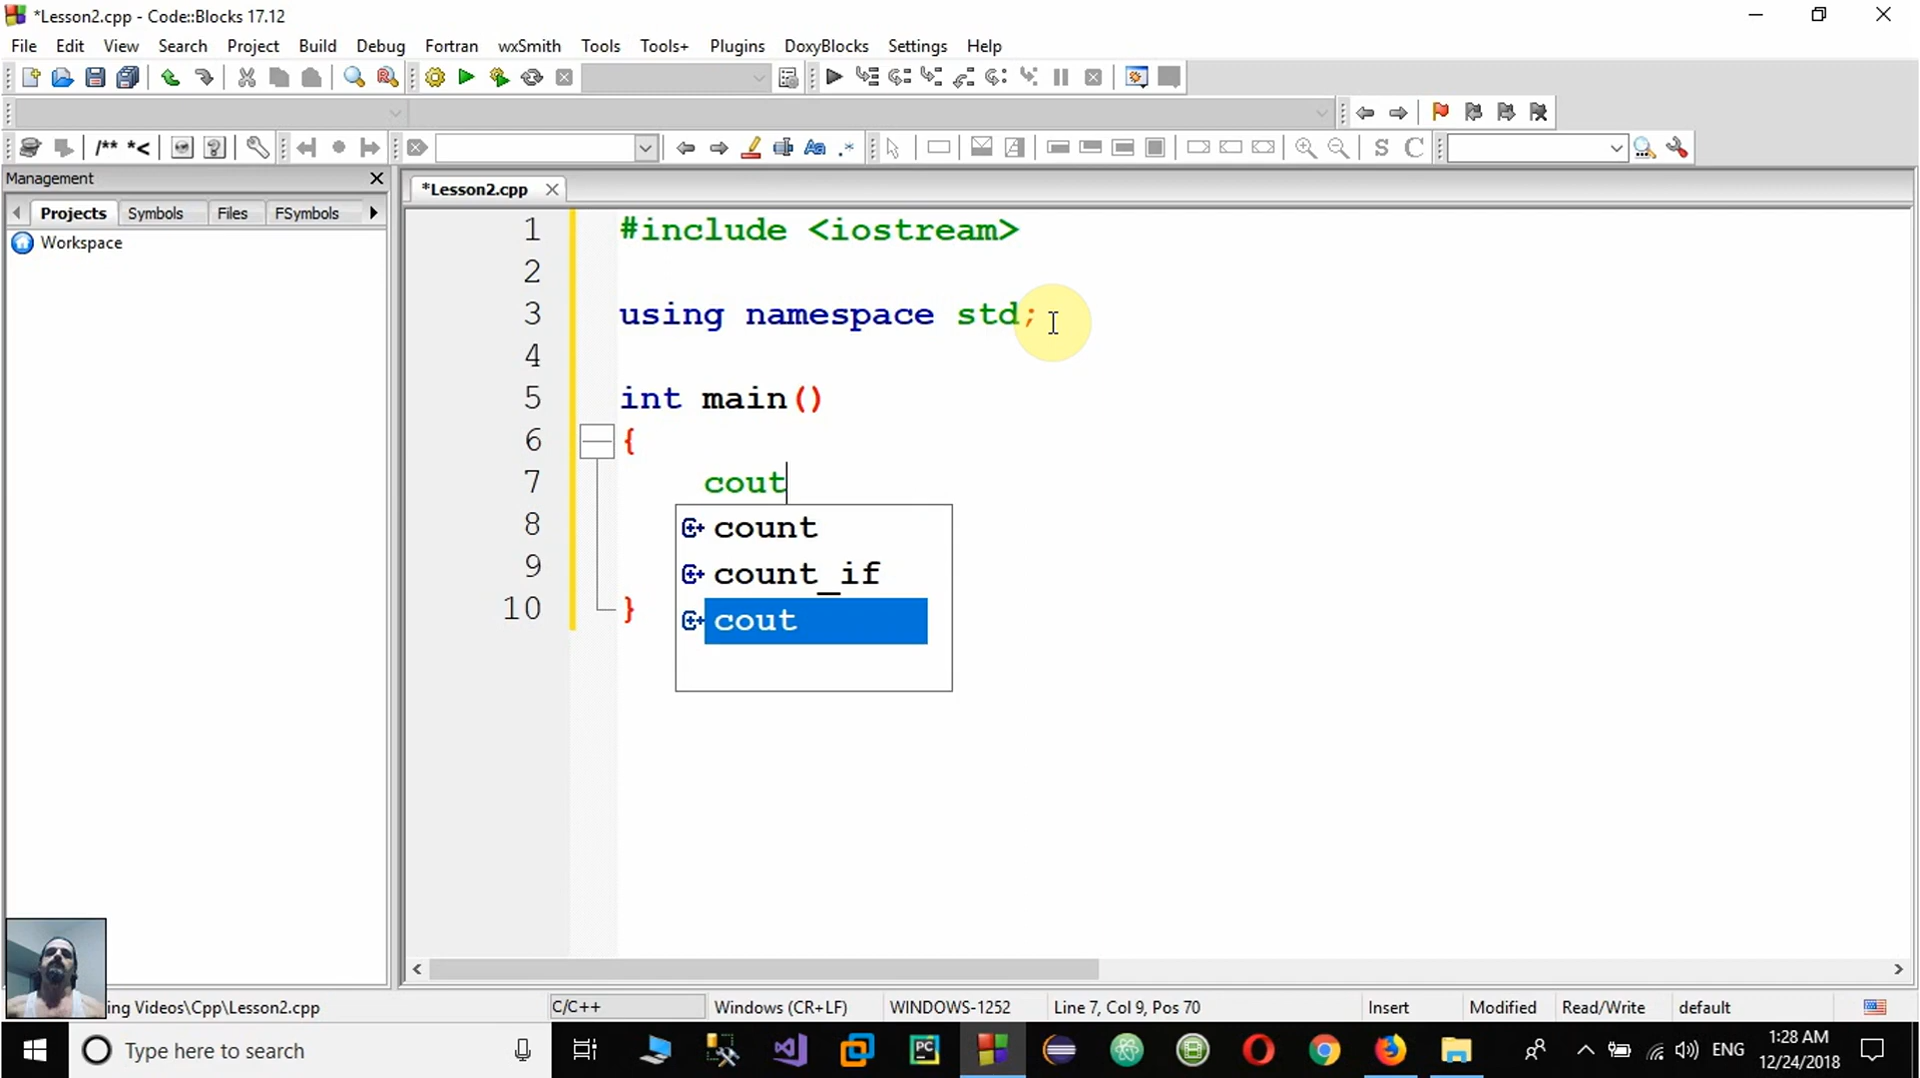 *Lesson2.cpp - Code::Blocks 17.12
File Edit View Search Project Build Debug Fortran wxSmith Tools Tools+ Plugins DoxyBlocks Settings Help
/** *<
Aa .*
S C
Management
*Lesson2.cpp
Projects Symbols Files FSymbols
Workspace
1 #include <iostream>
2
3 using namespace std;
4
5 int main()
6 {
7 cout
8
9
10 }
count
count_if
cout
ing Videos\Cpp\Lesson2.cpp C/C++ Windows (CR+LF) WINDOWS-1252 Line 7, Col 9, Pos 70 Insert Modified Read/Write default
Type here to search
PC
ENG
1:28 AM
12/24/2018